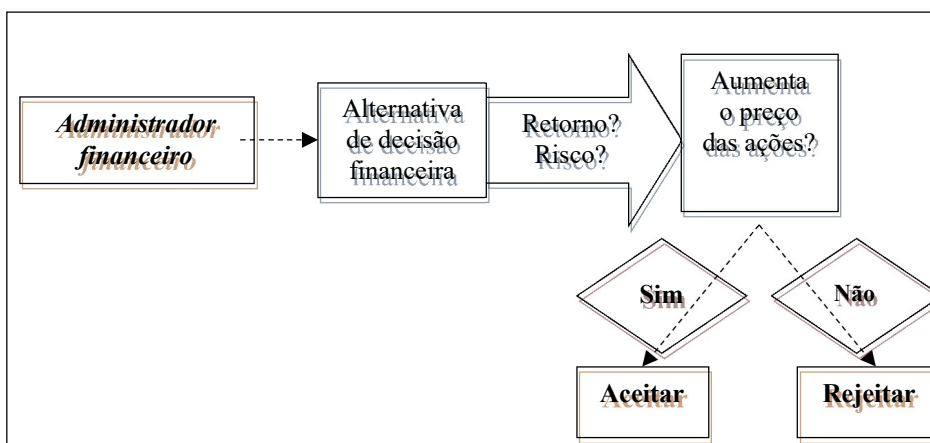 Administrador
financeiro
Alternativa
de decisão
financeira
Retorno?
Risco?
Aumenta
o preço
das ações?
Sim
Não
Aceitar
Rejeitar